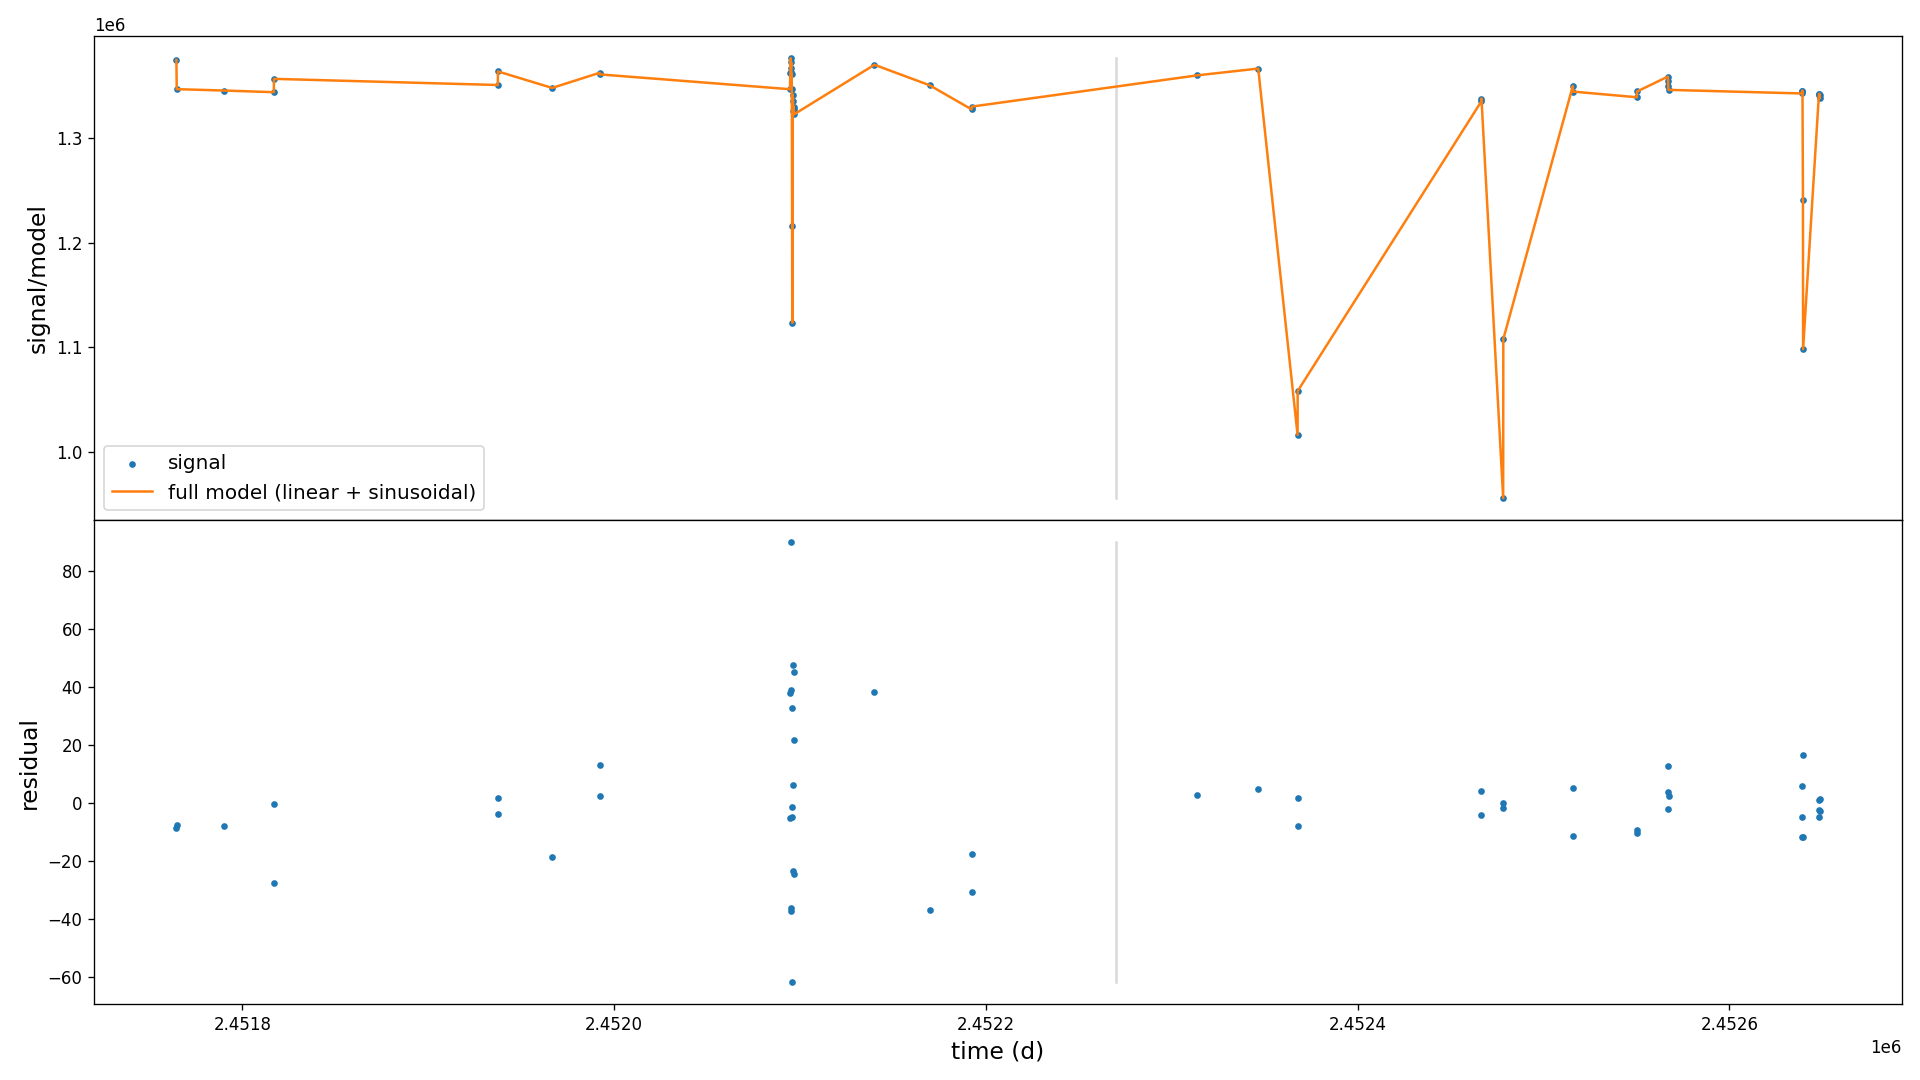 1e6
signal/model
1.3
1.2
1.1
1.0
signal
full model (linear + sinusoidal)
residual
80
60
40
20
0
−20
−40
−60
2.4518
2.4520
2.4522
2.4524
2.4526
time (d)
1e6